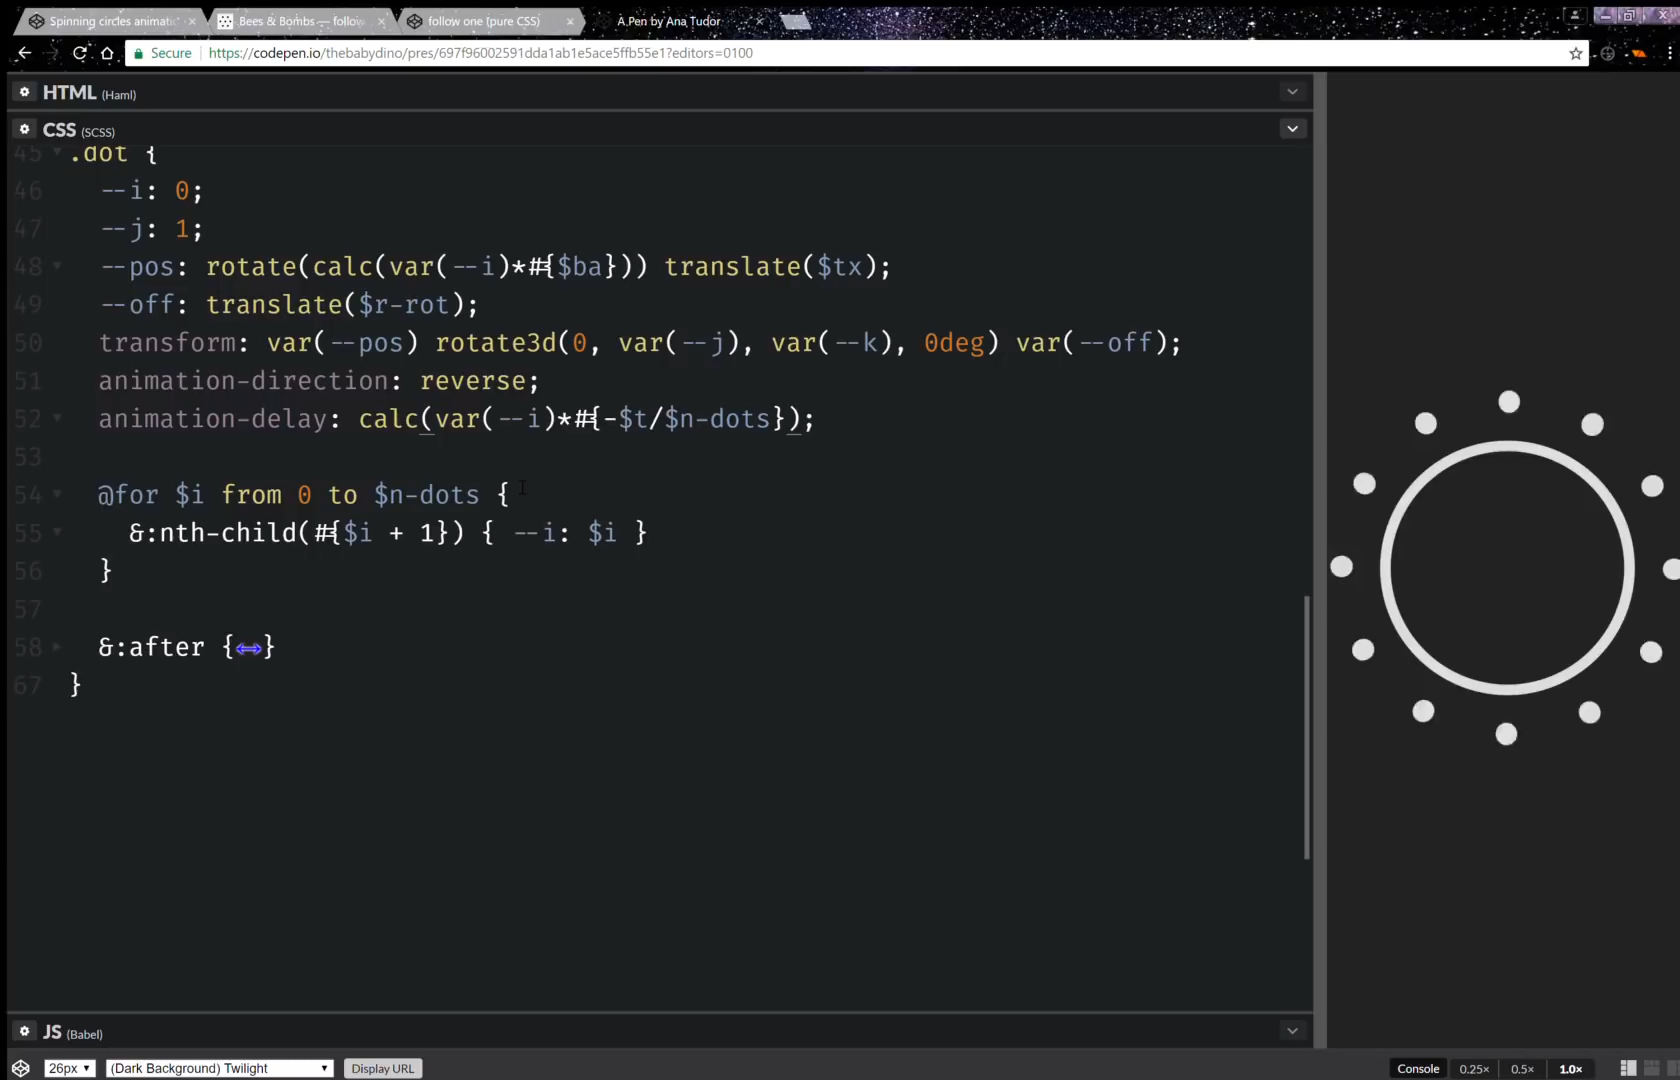 Spinning circles animatic
Bees & Bombs — follow
follow one (pure CSS)
A Pen by Ana Tudor
Secure
https://codepen.io/thebabydino/pres/697f96002591dda1ab1e5ace5ffb55e1?editors=0100
HTML (Haml)
CSS (SCSS)
45 .dot {
46 --i: 0;
47 --j: 1;
48 --pos: rotate(calc(var(--i)*#{$ba})) translate($tx);
49 --off: translate($r-rot);
50 transform: var(--pos) rotate3d(0, var(--j), var(--k), 0deg) var(--off);
51 animation-direction: reverse;
52 animation-delay: calc(var(--i)*#{-$t/$n-dots});
53
54 @for $i from 0 to $n-dots {
55 &:nth-child(#{$i + 1}) { --i: $i }
56 }
57
58 &:after {↔}
67 }
JS (Babel)
26px
(Dark Background) Twilight
Display URL
Console
0.25×
0.5×
1.0×